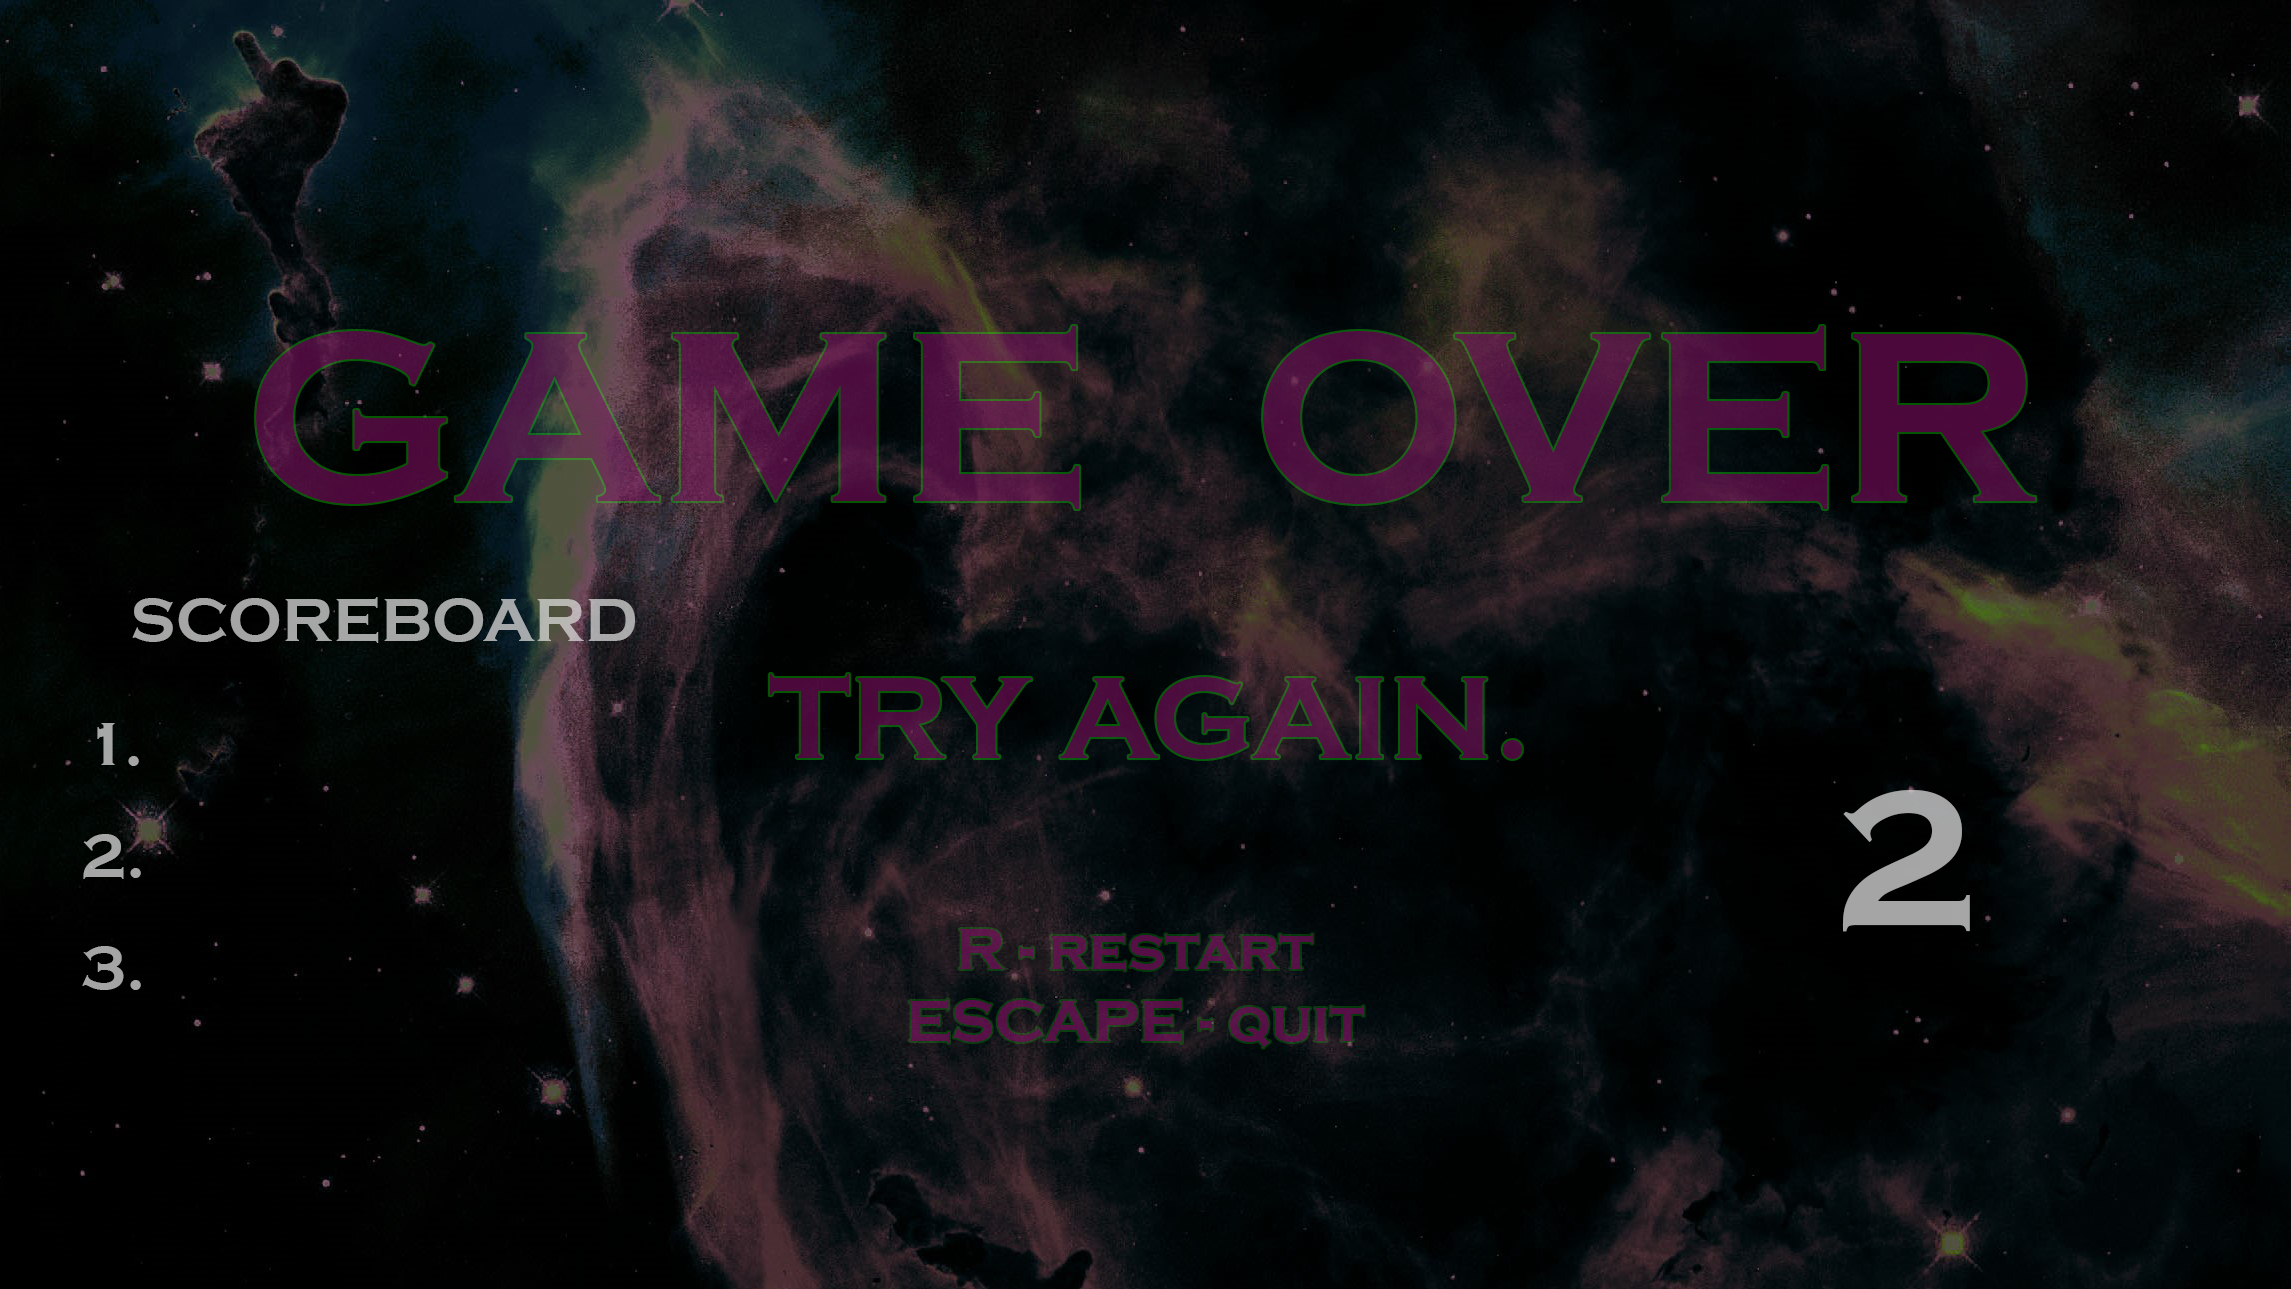 GAME OVER
SCOREBOARD
TRY AGAIN.
1.
2.
2
3.
R - RESTART
ESCAPE - QUIT